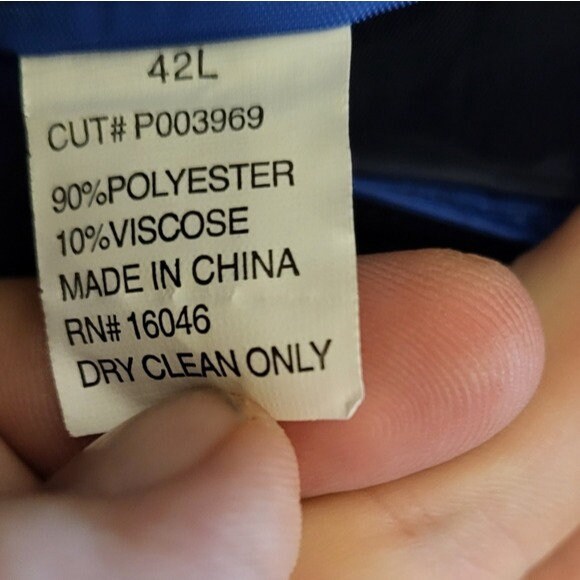 42L
CUT# P003969
90%POLYESTER
10%VISCOSE
MADE IN CHINA
RN# 16046
DRY CLEAN ONLY